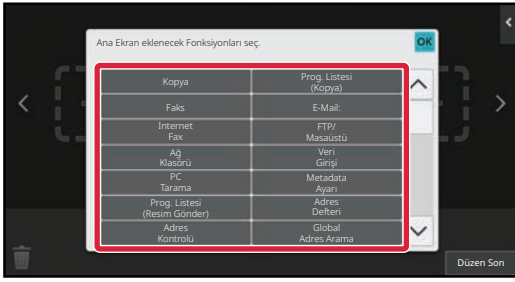 Ana Ekran eklenecek Fonksiyonları seç.
OK
Kopya
Prog. Listesi
(Kopya)
Faks
E-Mail:
Internet
Fax
FTP/
Masaüstü
Ağ
Klasörü
Veri
Girişi
PC
Tarama
Metadata
Ayarı
Prog. Listesi
(Resim Gönder)
Adres
Defteri
Adres
Kontrolü
Global
Adres Arama
Düzen Son